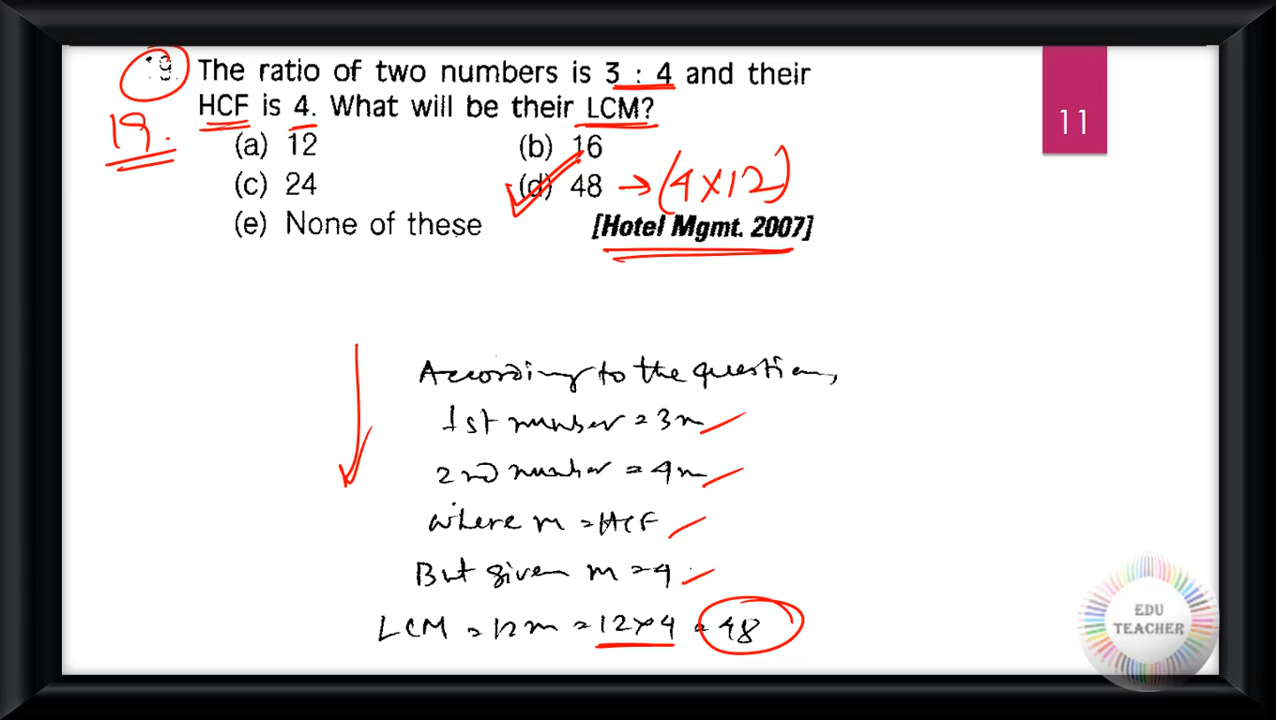 19. The ratio of two numbers is 3 : 4 and their
HCF is 4. What will be their LCM?
19.
(a) 12 (b) 16
(c) 24 (d) 48 → (4×12)
(e) None of these [Hotel Mgmt. 2007]
11
According to the question,
1st number = 3m
2nd number = 4m
where m = HCF
But given m = 4
LCM = 12m = 12×4 = 48
EDU
TEACHER